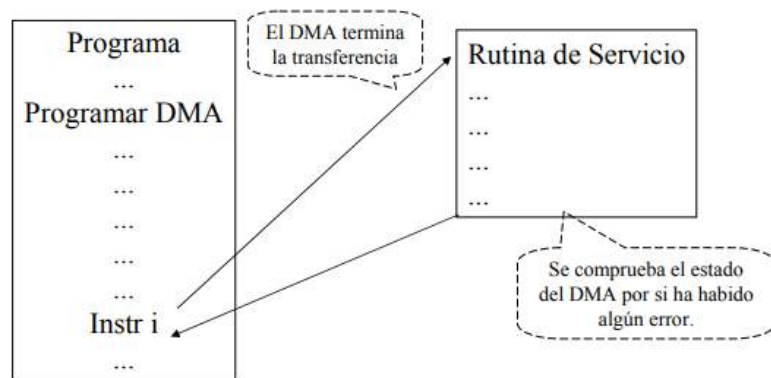 Programa
...
Programar DMA
...
...
...
...
...
Instr i
...
El DMA termina
la transferencia
Rutina de Servicio
...
...
...
...
Se comprueba el estado
del DMA por si ha habido
algún error.